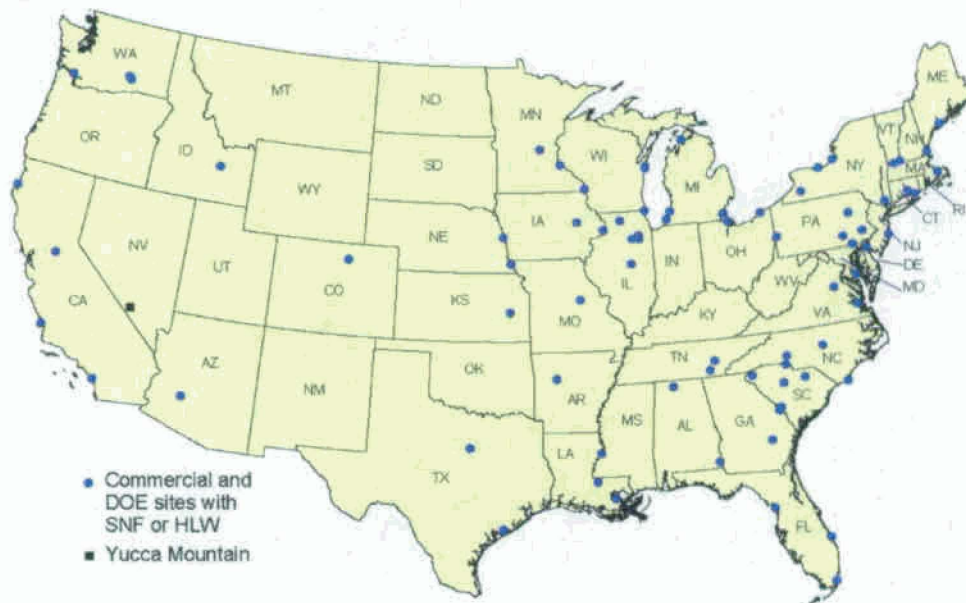 WA
ME
MT
ND
MN
VT
NH
OR
ID
WI
NY
MA
SD
MI
WY
RI
CT
IA
PA
NE
NV
OH
NJ
UT
IL
IN
DE
CO
WV
MD
CA
KS
MO
VA
KY
NC
TN
AZ
OK
NM
AR
SC
MS
AL
GA
LA
TX
FL
Commercial and
DOE sites with
SNF or HLW
Yucca Mountain